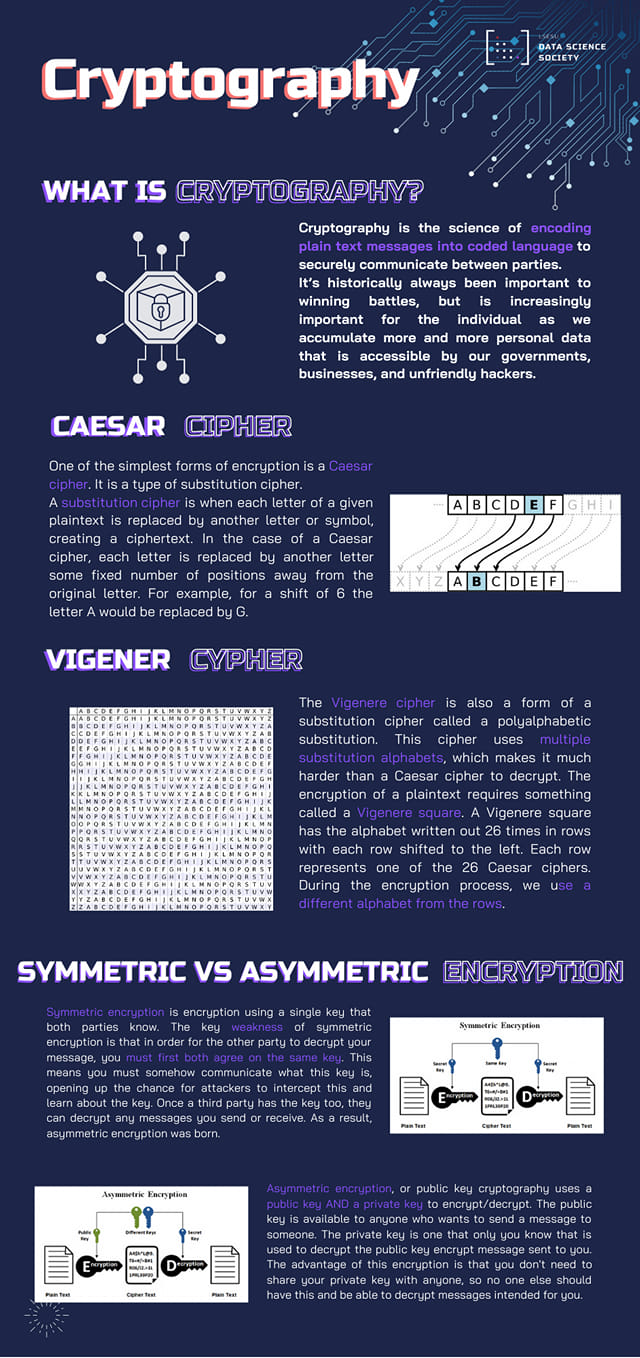 LSESU
DATA SCIENCE
SOCIETY
Cryptography
WHAT IS CRYPTOGRAPHY?
Cryptography is the science of encoding
plain text messages into coded language to
securely communicate between parties.
It's historically always been important to
winning battles, but is increasingly
important for the individual as we
accumulate more and more personal data
that is accessible by our governments,
businesses, and unfriendly hackers.
CAESAR CIPHER
One of the simplest forms of encryption is a Caesar
cipher. It is a type of substitution cipher.
A substitution cipher is when each letter of a given
plaintext is replaced by another letter or symbol,
creating a ciphertext. In the case of a Caesar
cipher, each letter is replaced by another letter
some fixed number of positions away from the
original letter. For example, for a shift of 6 the
letter A would be replaced by G.
A B C D E F G H I
X Y Z A B C D E F
VIGENER CYPHER
The Vigenere cipher is also a form of a
substitution cipher called a polyalphabetic
substitution. This cipher uses multiple
substitution alphabets, which makes it much
harder than a Caesar cipher to decrypt. The
encryption of a plaintext requires something
called a Vigenere square. A Vigenere square
has the alphabet written out 26 times in rows
with each row shifted to the left. Each row
represents one of the 26 Caesar ciphers.
During the encryption process, we use a
different alphabet from the rows.
A B C D E F G H I J K L M N O P Q R S T U V W X Y Z
A A B C D E F G H I J K L M N O P Q R S T U V W X Y Z
B B C D E F G H I J K L M N O P Q R S T U V W X Y Z A
C C D E F G H I J K L M N O P Q R S T U V W X Y Z A B
D D E F G H I J K L M N O P Q R S T U V W X Y Z A B C
E E F G H I J K L M N O P Q R S T U V W X Y Z A B C D
F F G H I J K L M N O P Q R S T U V W X Y Z A B C D E
G G H I J K L M N O P Q R S T U V W X Y Z A B C D E F
H H I J K L M N O P Q R S T U V W X Y Z A B C D E F G
I I J K L M N O P Q R S T U V W X Y Z A B C D E F G H
J J K L M N O P Q R S T U V W X Y Z A B C D E F G H I
K K L M N O P Q R S T U V W X Y Z A B C D E F G H I J
L L M N O P Q R S T U V W X Y Z A B C D E F G H I J K
M M N O P Q R S T U V W X Y Z A B C D E F G H I J K L
N N O P Q R S T U V W X Y Z A B C D E F G H I J K L M
O O P Q R S T U V W X Y Z A B C D E F G H I J K L M N
P P Q R S T U V W X Y Z A B C D E F G H I J K L M N O
Q Q R S T U V W X Y Z A B C D E F G H I J K L M N O P
R R S T U V W X Y Z A B C D E F G H I J K L M N O P Q
S S T U V W X Y Z A B C D E F G H I J K L M N O P Q R
T T U V W X Y Z A B C D E F G H I J K L M N O P Q R S
U U V W X Y Z A B C D E F G H I J K L M N O P Q R S T
V V W X Y Z A B C D E F G H I J K L M N O P Q R S T U
W W X Y Z A B C D E F G H I J K L M N O P Q R S T U V
X X Y Z A B C D E F G H I J K L M N O P Q R S T U V W
Y Y Z A B C D E F G H I J K L M N O P Q R S T U V W X
Z Z A B C D E F G H I J K L M N O P Q R S T U V W X Y
SYMMETRIC VS ASYMMETRIC ENCRYPTION
Symmetric encryption is encryption using a single key that
both parties know. The key weakness of symmetric
encryption is that in order for the other party to decrypt your
message, you must first both agree on the same key. This
means you must somehow communicate what this key is,
opening up the chance for attackers to intercept this and
learn about the key. Once a third party has the key too, they
can decrypt any messages you send or receive. As a result,
asymmetric encryption was born.
Symmetric Encryption
Secret Key
Same Key
Secret Key
Encryption
Decryption
Plain Text
Cipher Text
Plain Text
Asymmetric encryption, or public key cryptography uses a
public key AND a private key to encrypt/decrypt. The public
key is available to anyone who wants to send a message to
someone. The private key is one that only you know that is
used to decrypt the public key encrypt message sent to you.
The advantage of this encryption is that you don't need to
share your private key with anyone, so no one else should
have this and be able to decrypt messages intended for you.
Asymmetric Encryption
Public Key
Different Keys
Secret Key
Encryption
Decryption
Plain Text
Cipher Text
Plain Text